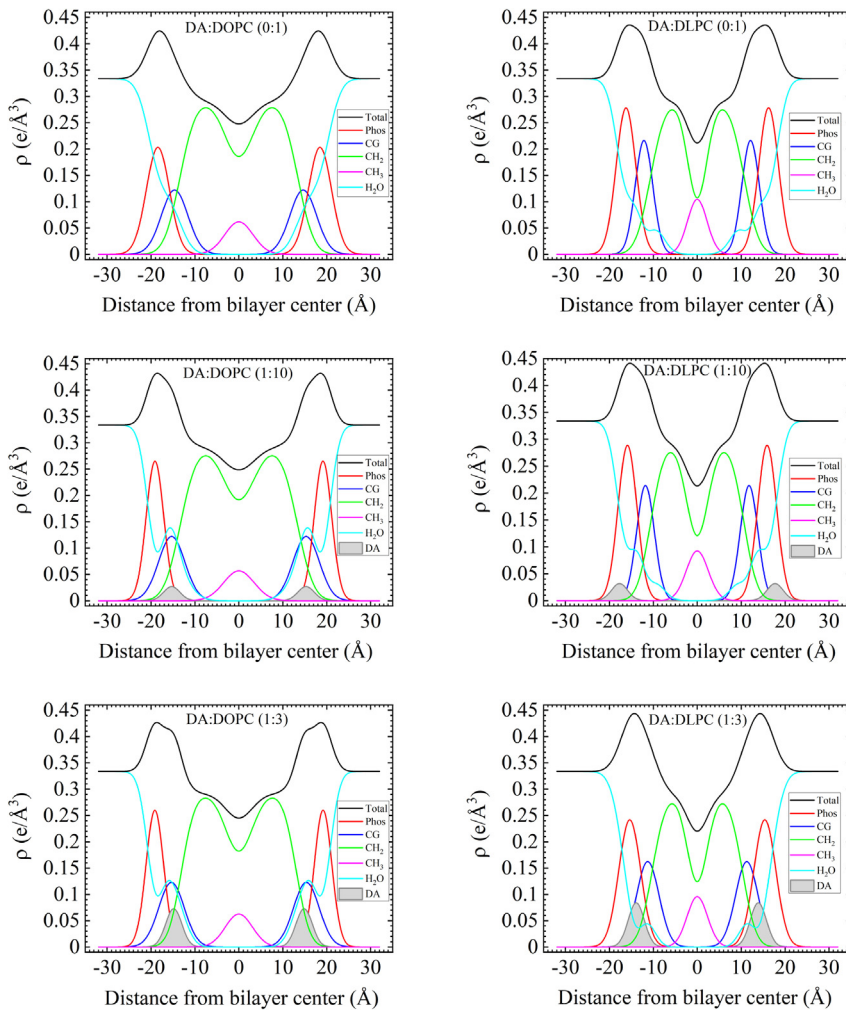 DA:DOPC (0:1)
0.45
0.4
0.35
0.3
0.25
0.2
0.15
0.1
0.05
0
ρ (e/Å³)
Total
Phos
CG
CH₂
CH₃
H₂O
-30 -20 -10 0 10 20 30
Distance from bilayer center (Å)
DA:DLPC (0:1)
0.45
0.4
0.35
0.3
0.25
0.2
0.15
0.1
0.05
0
ρ (e/Å³)
Total
Phos
CG
CH₂
CH₃
H₂O
-30 -20 -10 0 10 20 30
Distance from bilayer center (Å)
DA:DOPC (1:10)
0.45
0.4
0.35
0.3
0.25
0.2
0.15
0.1
0.05
0
ρ (e/Å³)
Total
Phos
CG
CH₂
CH₃
H₂O
DA
-30 -20 -10 0 10 20 30
Distance from bilayer center (Å)
DA:DLPC (1:10)
0.45
0.4
0.35
0.3
0.25
0.2
0.15
0.1
0.05
0
ρ (e/Å³)
Total
Phos
CG
CH₂
CH₃
H₂O
DA
-30 -20 -10 0 10 20 30
Distance from bilayer center (Å)
DA:DOPC (1:3)
0.45
0.4
0.35
0.3
0.25
0.2
0.15
0.1
0.05
0
ρ (e/Å³)
Total
Phos
CG
CH₂
CH₃
H₂O
DA
-30 -20 -10 0 10 20 30
Distance from bilayer center (Å)
DA:DLPC (1:3)
0.45
0.4
0.35
0.3
0.25
0.2
0.15
0.1
0.05
0
ρ (e/Å³)
Total
Phos
CG
CH₂
CH₃
H₂O
DA
-30 -20 -10 0 10 20 30
Distance from bilayer center (Å)